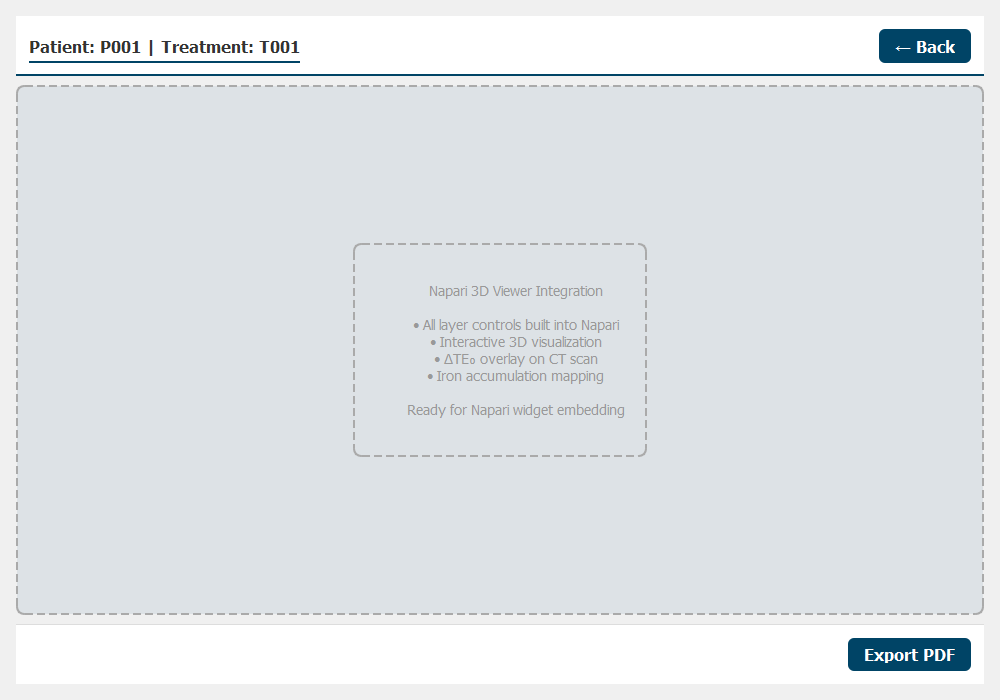 Patient: P001 | Treatment: T001
← Back
Napari 3D Viewer Integration
• All layer controls built into Napari
• Interactive 3D visualization
• ΔTE₀ overlay on CT scan
• Iron accumulation mapping
Ready for Napari widget embedding
Export PDF